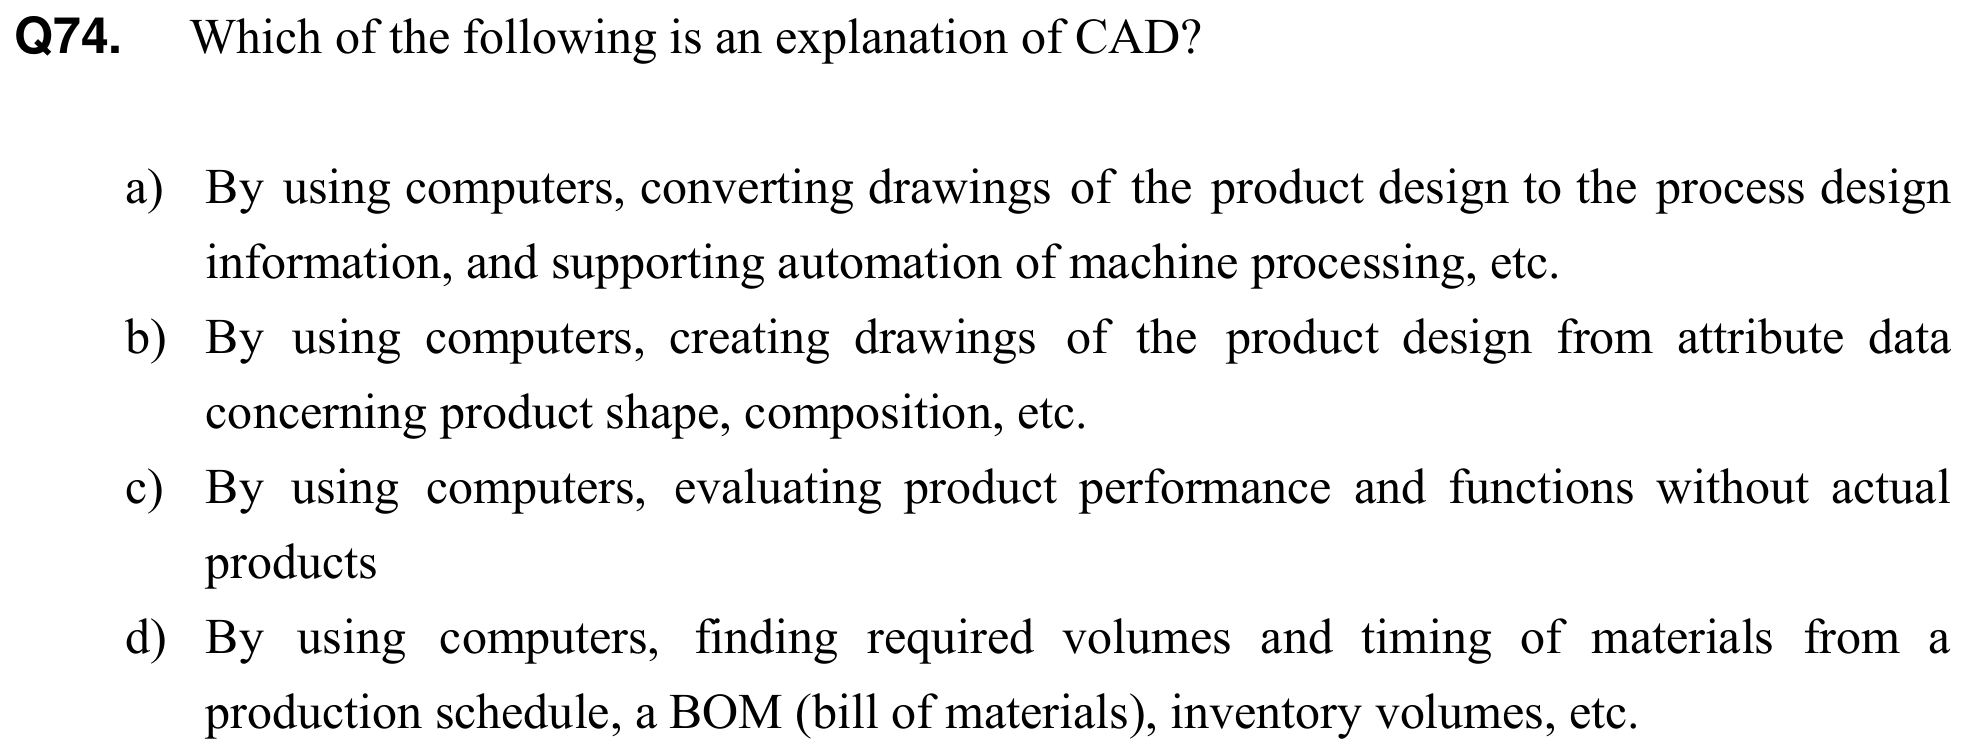 Q74. Which of the following is an explanation of CAD?
a) By using computers, converting drawings of the product design to the process design
information, and supporting automation of machine processing, etc.
b) By using computers, creating drawings of the product design from attribute data
concerning product shape, composition, etc.
c) By using computers, evaluating product performance and functions without actual
products
d) By using computers, finding required volumes and timing of materials from a
production schedule, a BOM (bill of materials), inventory volumes, etc.